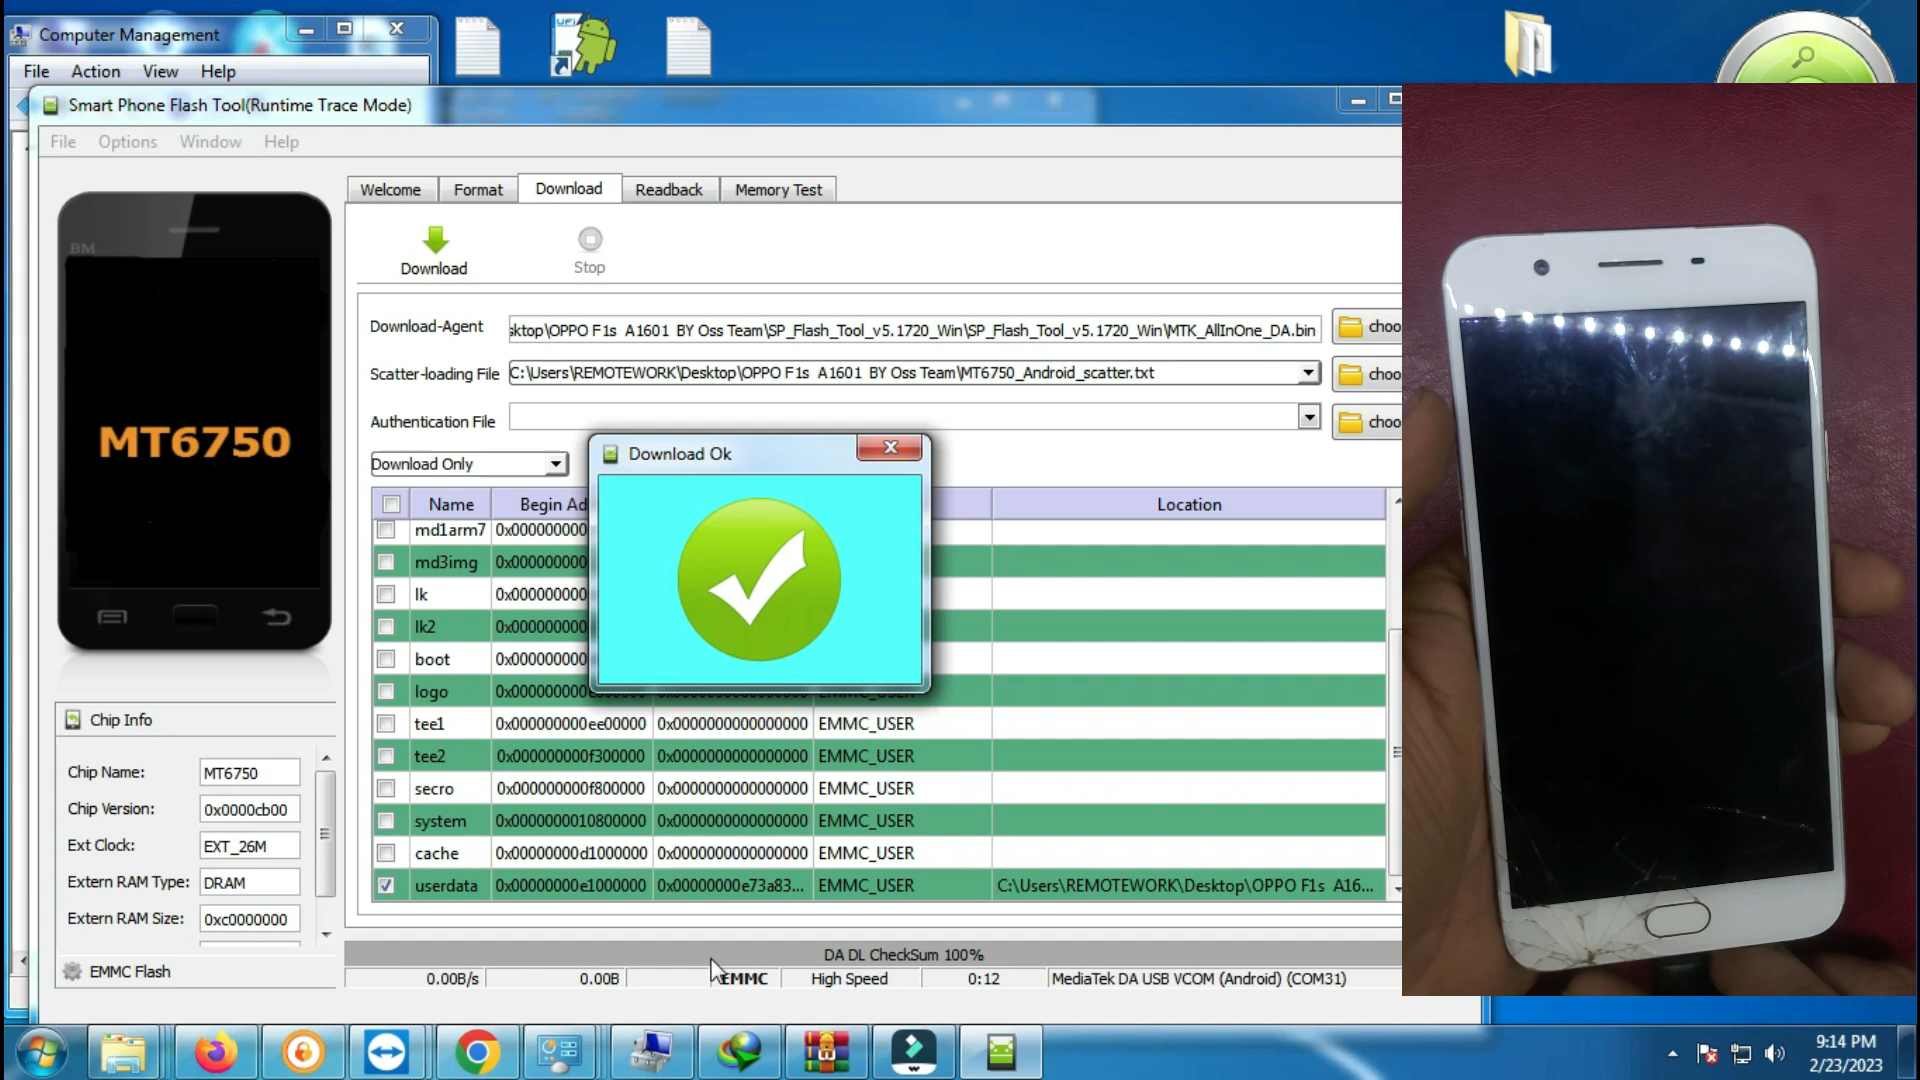 UFI
Computer Management
File Action View Help
Smart Phone Flash Tool(Runtime Trace Mode)
File Options Window Help
Welcome Format Download Readback Memory Test
BM
MT6750
Download Stop
Download-Agent sktop\OPPO F1s A1601 BY Oss Team\SP_Flash_Tool_v5.1720_Win\SP_Flash_Tool_v5.1720_Win\MTK_AllInOne_DA.bin choo
Scatter-loading File C:\Users\REMOTEWORK\Desktop\OPPO F1s A1601 BY Oss Team\MT6750_Android_scatter.txt choo
Authentication File choo
Download Only
Download Ok
Name Begin Ad Location
md1arm7 0x000000000
md3img 0x000000000
lk 0x000000000
lk2 0x000000000
boot 0x000000000
logo
tee1 0x000000000ee00000 0x0000000000000000 EMMC_USER
tee2 0x000000000f300000 0x0000000000000000 EMMC_USER
secro 0x000000000f800000 0x0000000000000000 EMMC_USER
system 0x0000000010800000 0x0000000000000000 EMMC_USER
cache 0x00000000d1000000 0x0000000000000000 EMMC_USER
userdata 0x00000000e1000000 0x00000000e73a83... EMMC_USER C:\Users\REMOTEWORK\Desktop\OPPO F1s A16...
Chip Info
Chip Name: MT6750
Chip Version: 0x0000cb00
Ext Clock: EXT_26M
Extern RAM Type: DRAM
Extern RAM Size: 0xc0000000
EMMC Flash
DA DL CheckSum 100%
0.00B/s 0.00B EMMC High Speed 0:12 MediaTek DA USB VCOM (Android) (COM31)
9:14 PM
2/23/2023